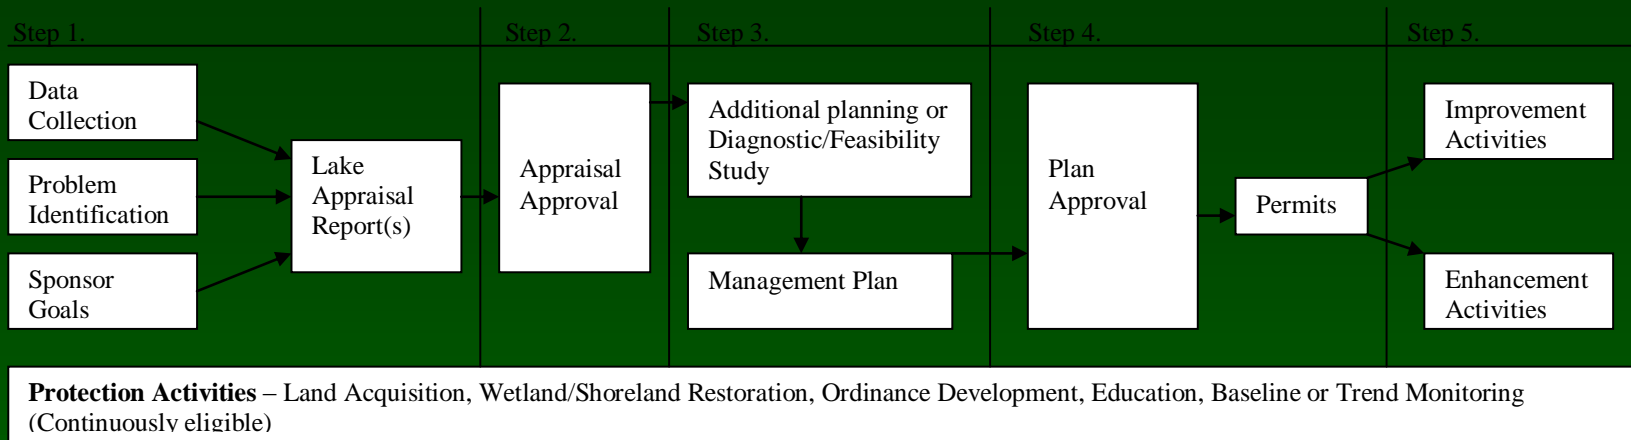 Step 1.
Step 2.
Step 3.
Step 4.
Step 5.
Data
Collection
Problem
Identification
Sponsor
Goals
Lake
Appraisal
Report(s)
Appraisal
Approval
Additional planning or
Diagnostic/Feasibility
Study
Management Plan
Plan
Approval
Permits
Improvement
Activities
Enhancement
Activities
Protection Activities – Land Acquisition, Wetland/Shoreland Restoration, Ordinance Development, Education, Baseline or Trend Monitoring
(Continuously eligible)